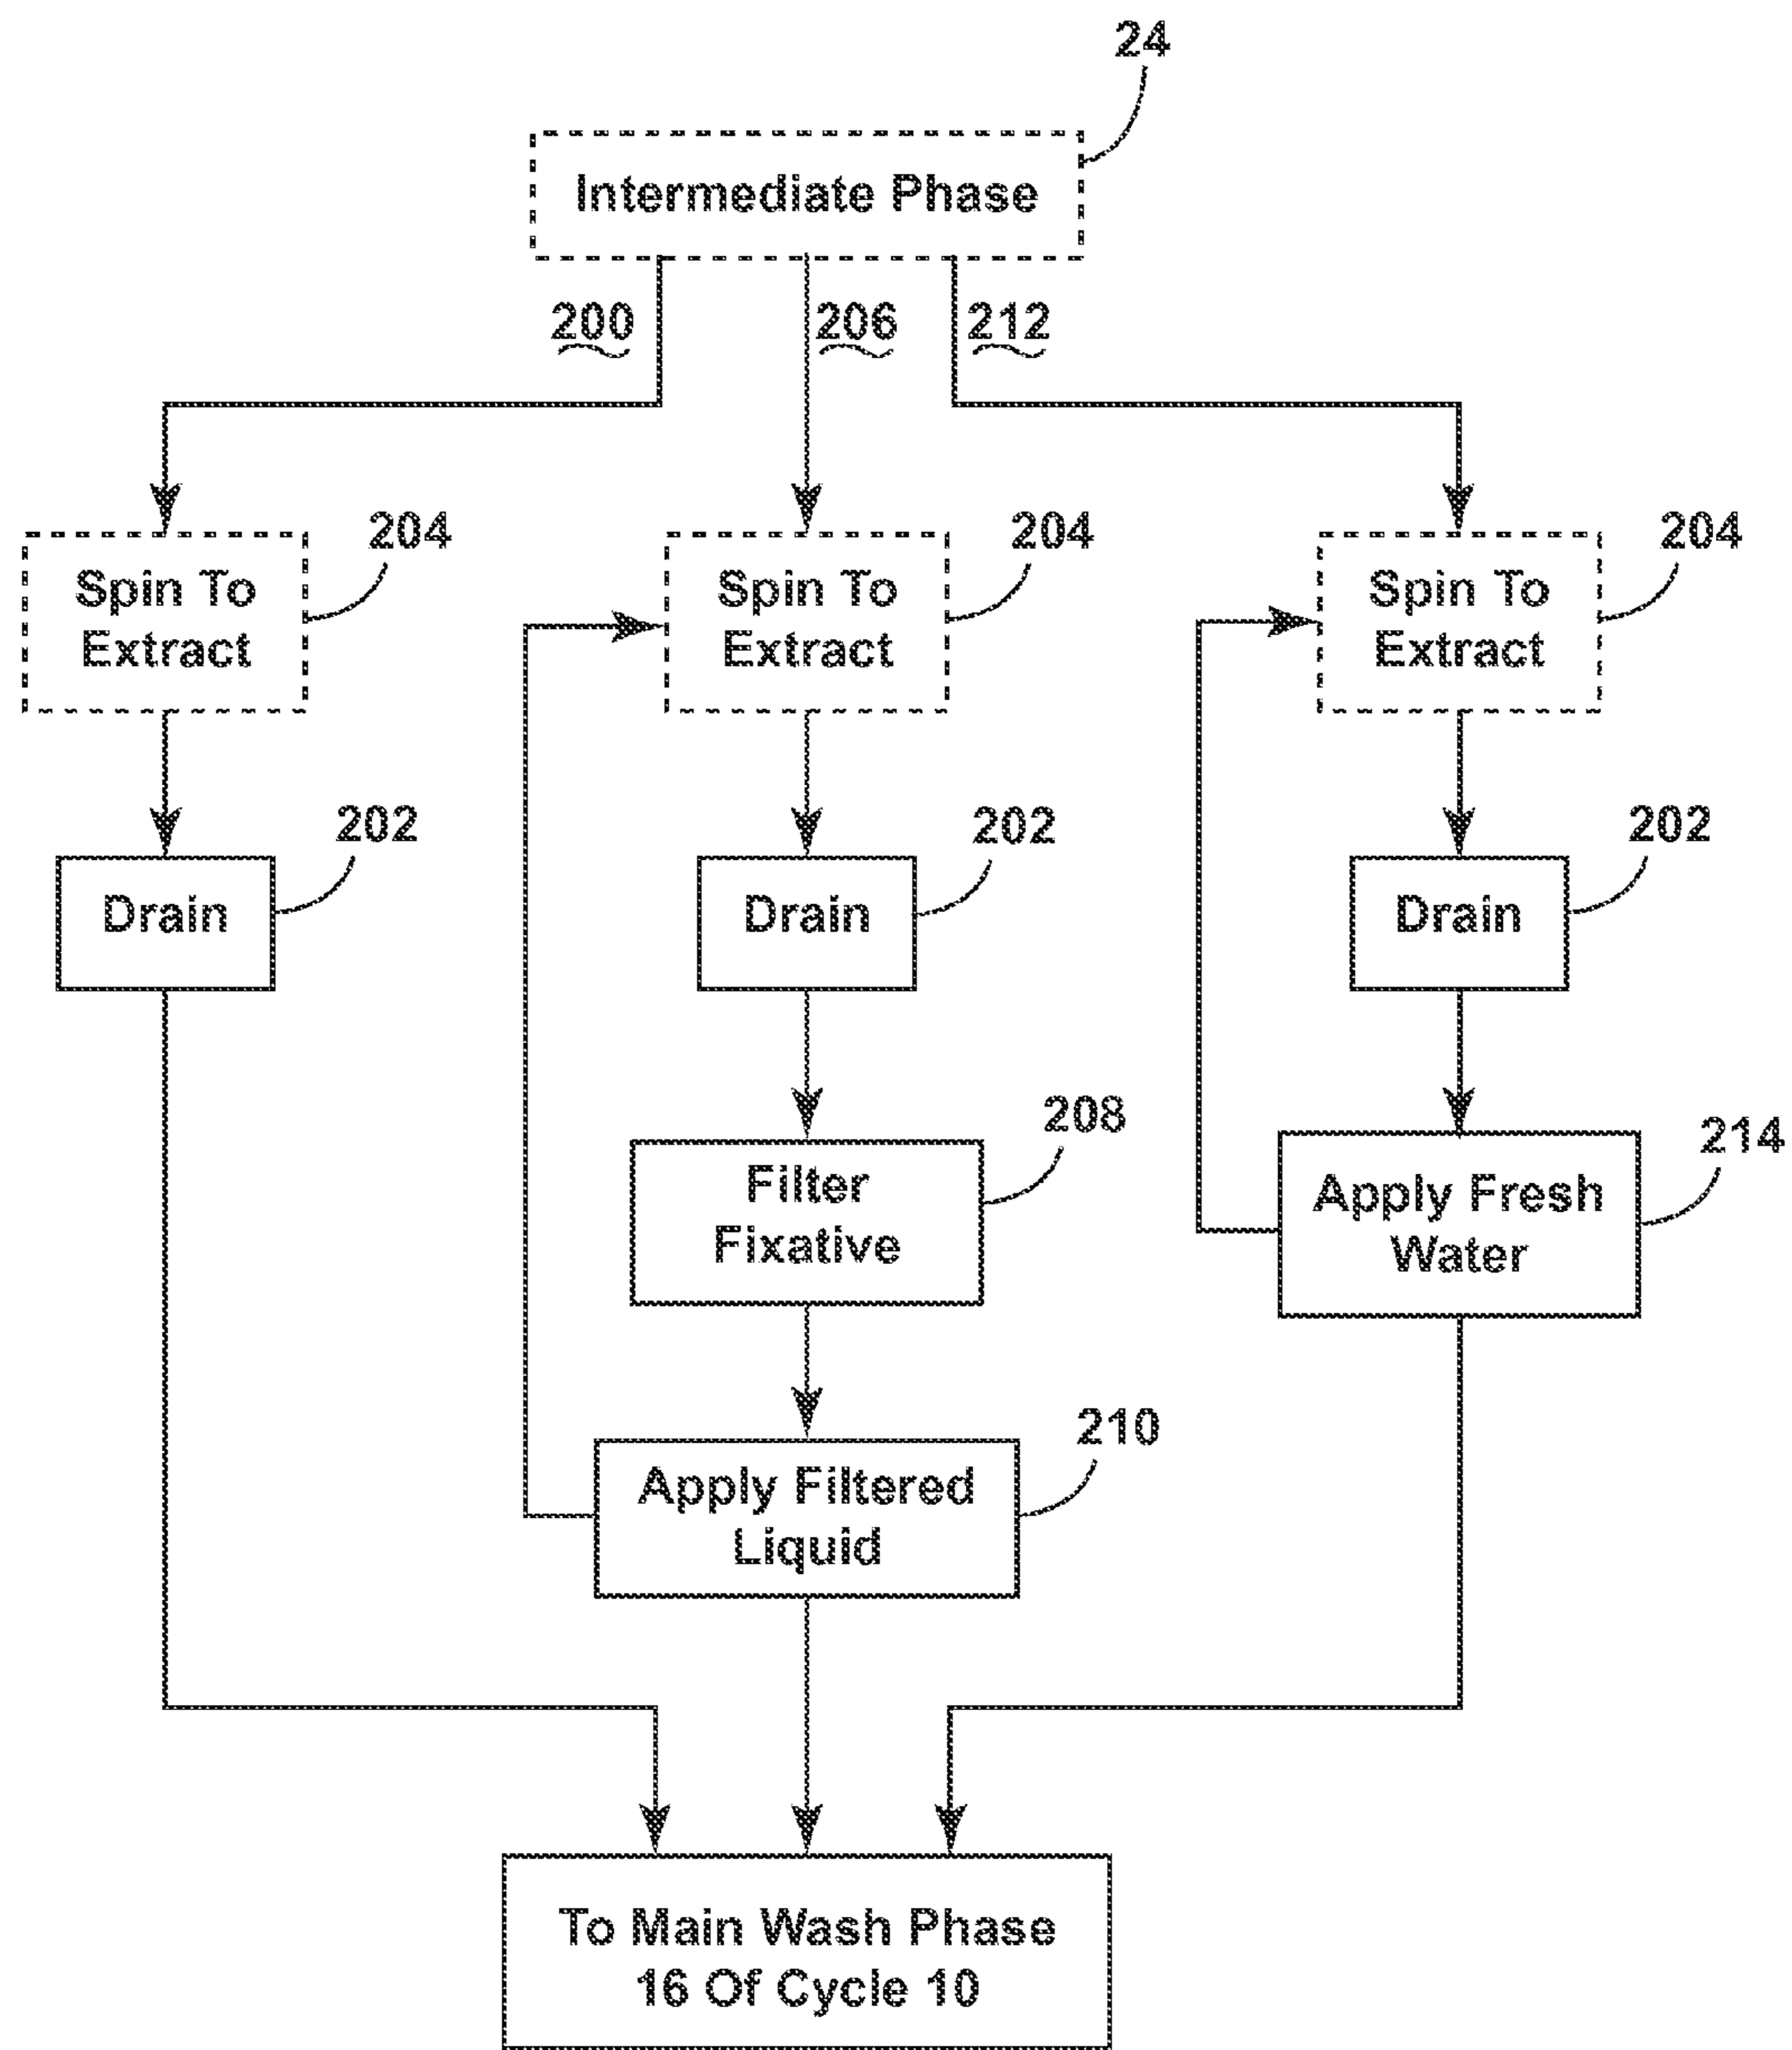 24
Intermediate Phase
200 206 212
204 204 204
Spin To Spin To Spin To
Extract Extract Extract
202 202 202
Drain Drain Drain
208 214
Filter
Fixative
Apply Fresh
Water
210
Apply Filtered
Liquid
To Main Wash Phase
16 Of Cycle 10